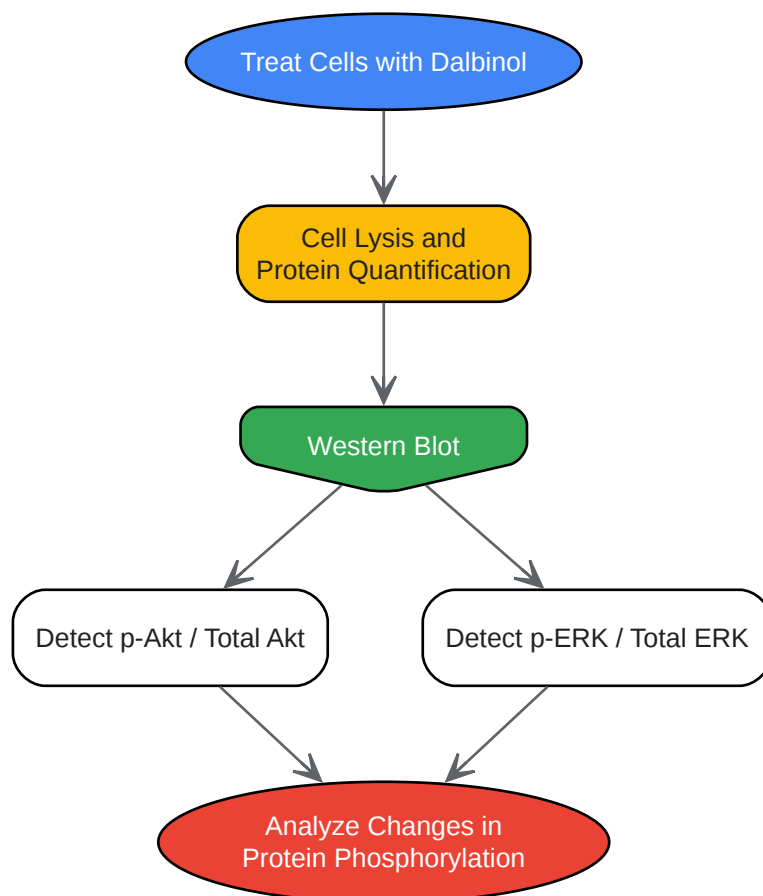 Treat Cells with Dalbinol
Cell Lysis and
Protein Quantification
Western Blot
Detect p-Akt / Total Akt
Detect p-ERK / Total ERK
Analyze Changes in
Protein Phosphorylation